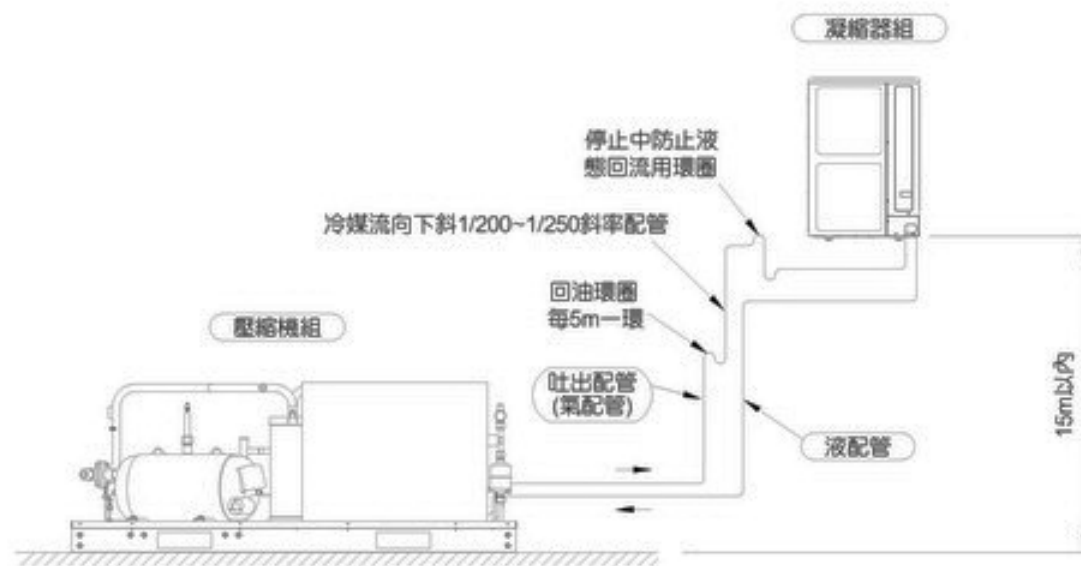 凝縮器組
停止中防止液
態回流用環圈
冷媒流向下斜1/200~1/250斜率配管
回油環圈
每5m一環
壓縮機組
吐出配管
(氣配管)
液配管
15m以內